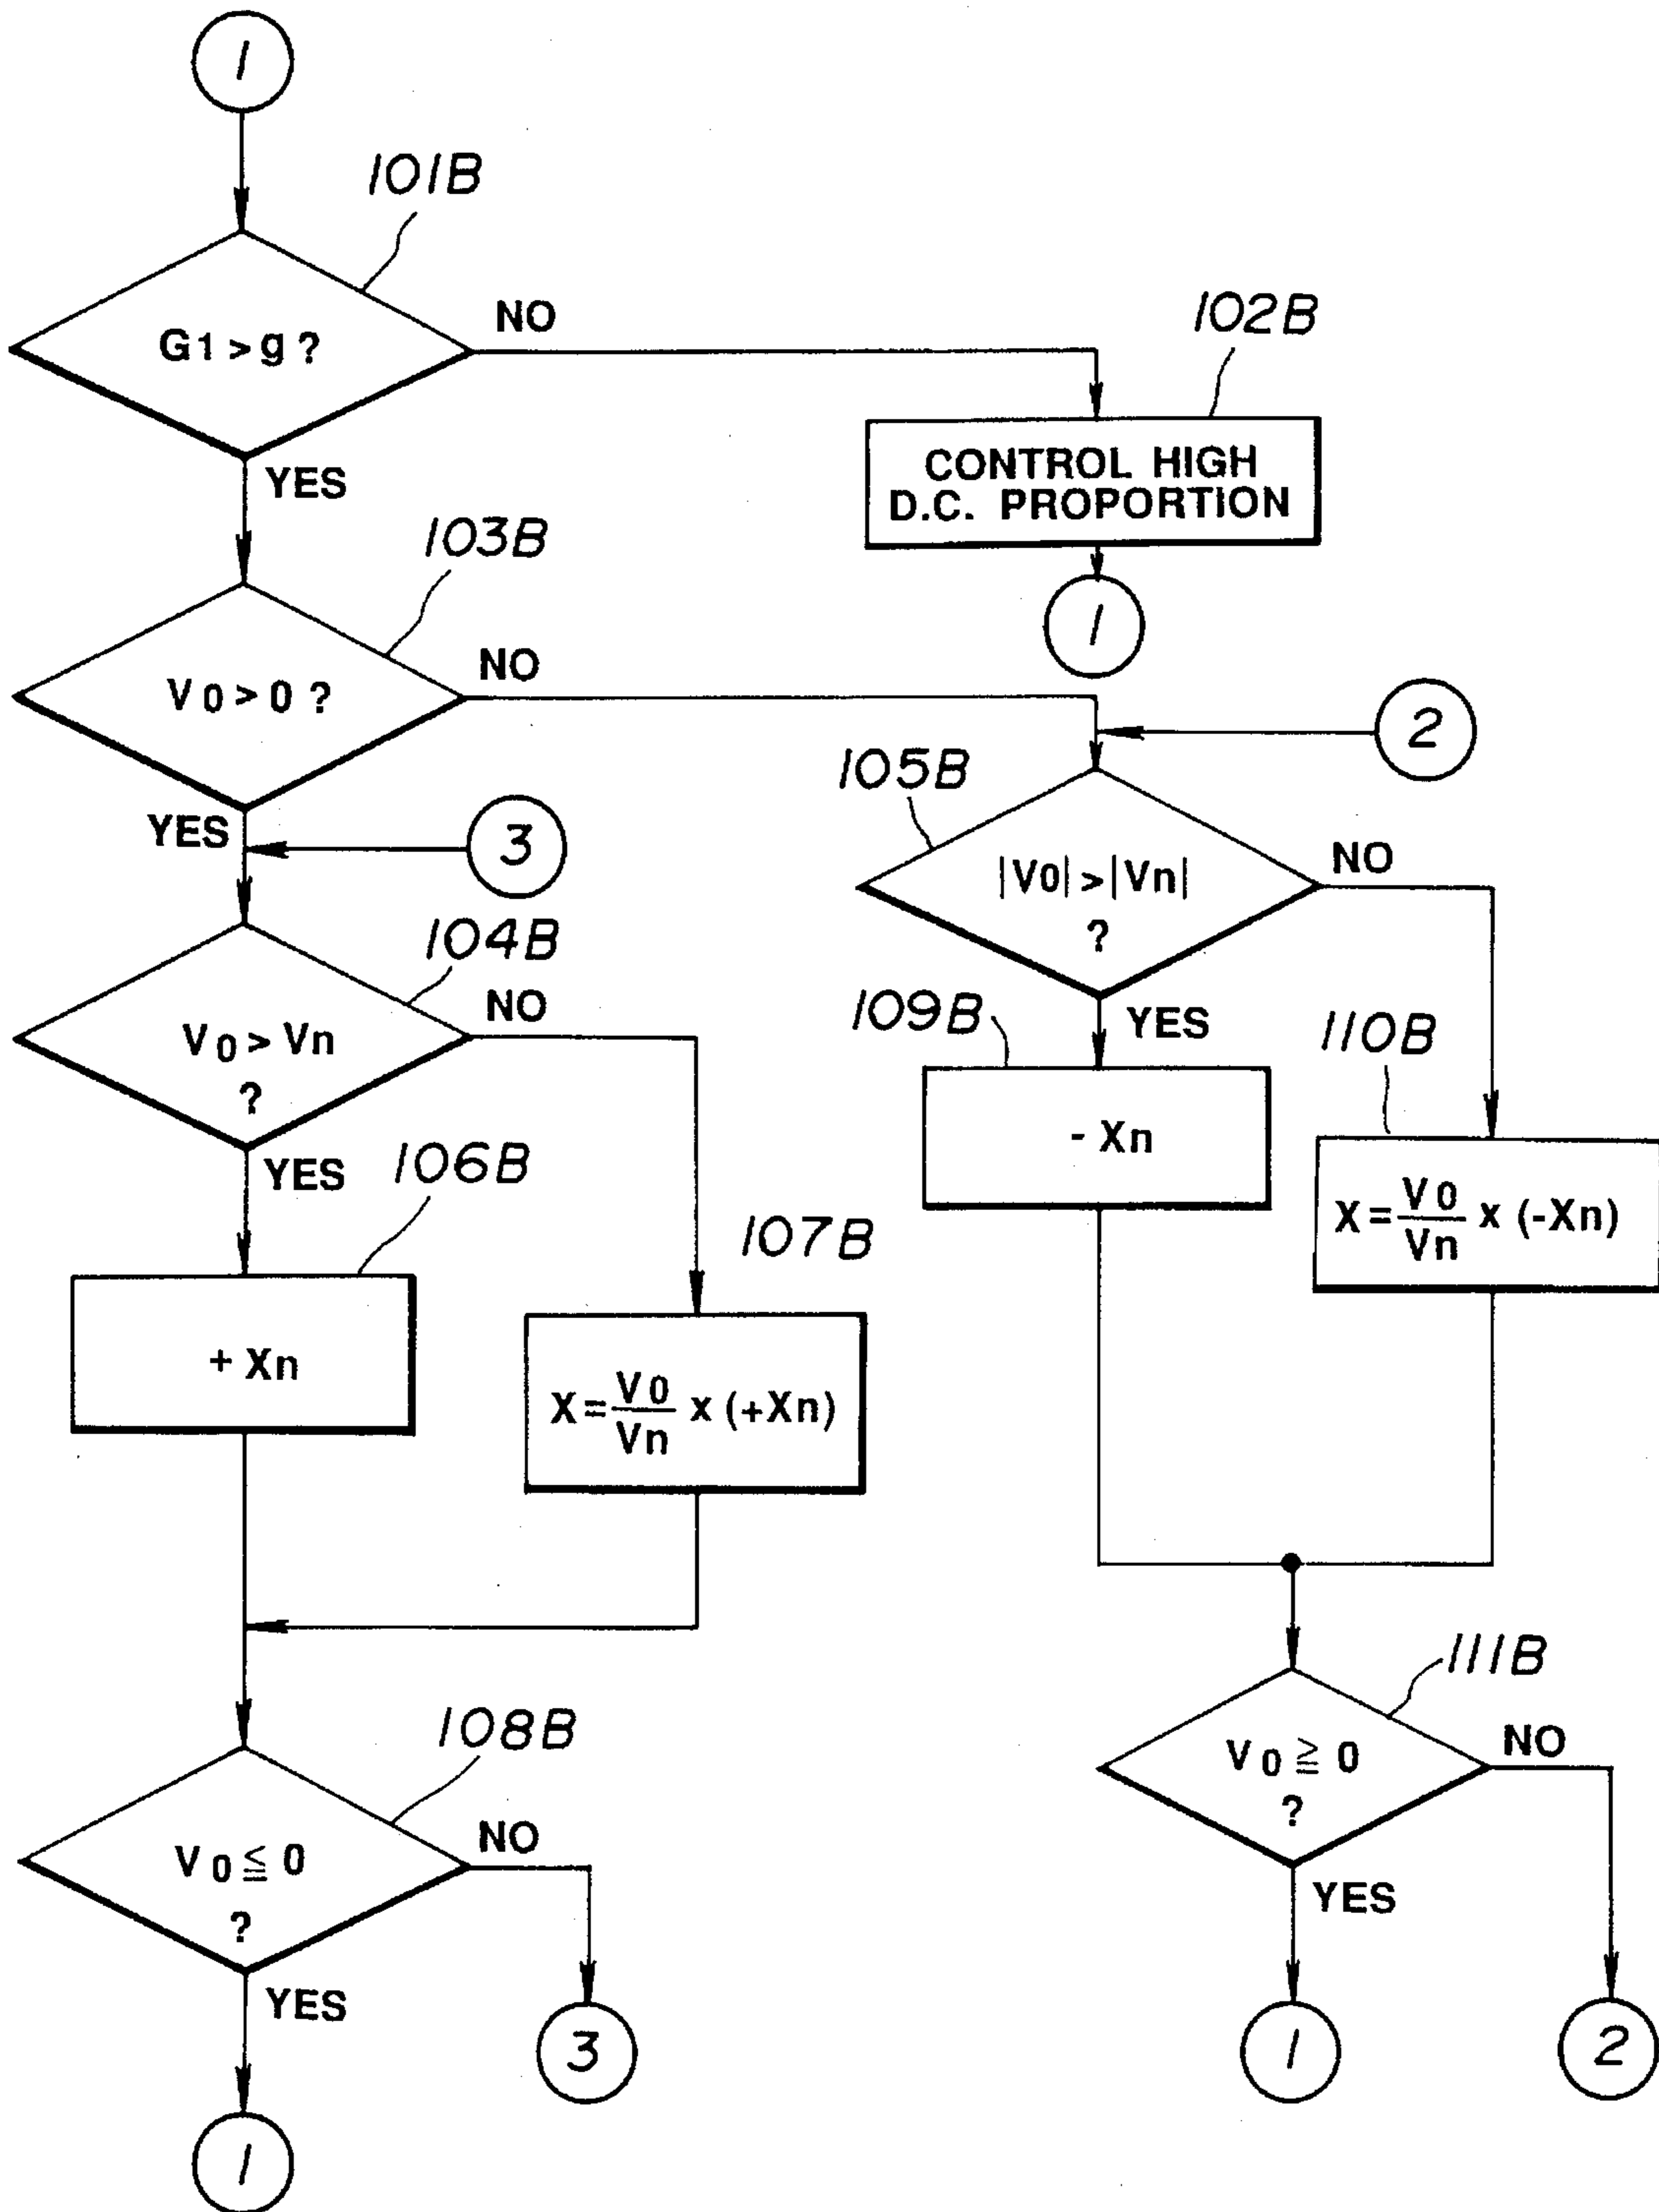 1
101B
G1 > g ?
NO
102B
YES
CONTROL HIGH
D.C. PROPORTION
1
103B
V0 > 0 ?
NO
YES
3
2
105B
|V0| > |Vn|
?
NO
YES
104B
V0 > Vn
?
NO
YES
109B
- Xn
110B
X = V0/Vn x (-Xn)
106B
+ Xn
107B
X = V0/Vn x (+Xn)
108B
V0 ≦ 0
?
NO
YES
3
1
111B
V0 ≧ 0
?
NO
YES
1
2